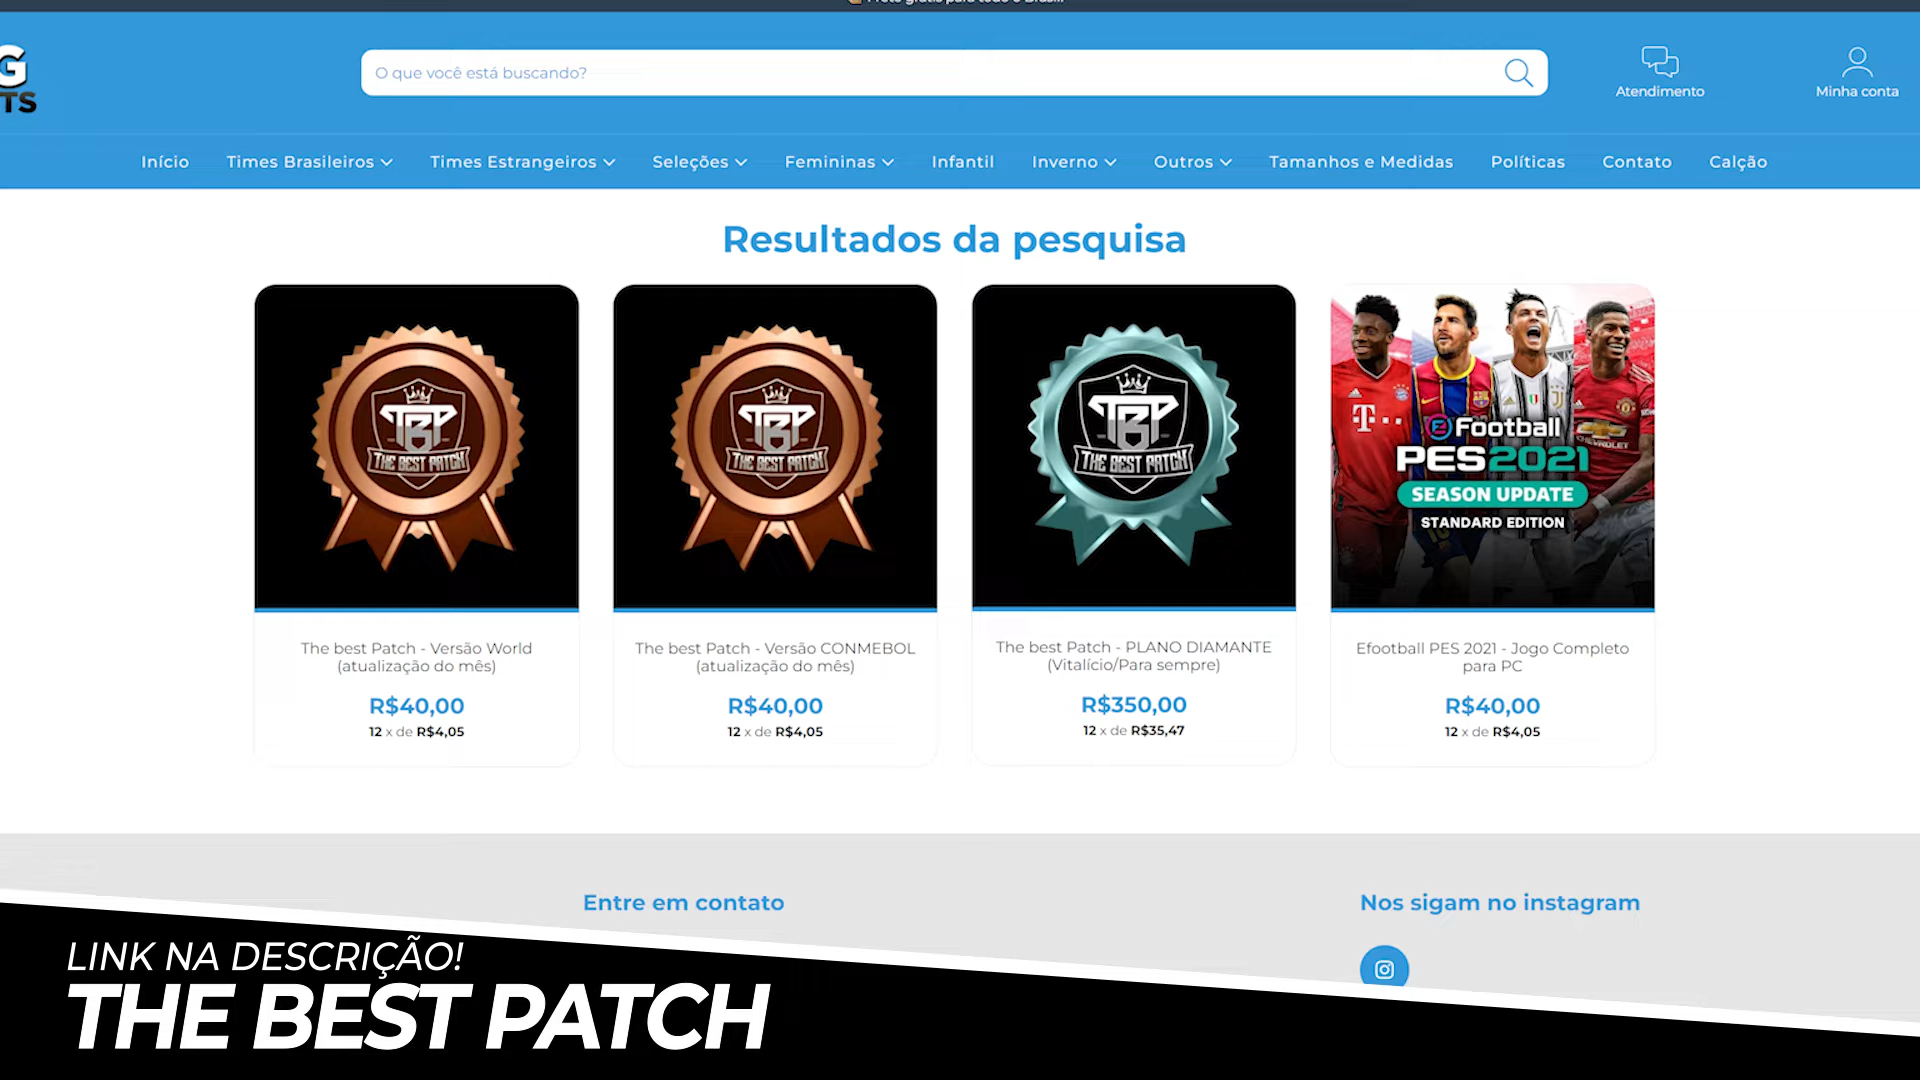 G
TS
O que você está buscando?
Atendimento
Minha conta
Início
Times Brasileiros
Times Estrangeiros
Seleções
Femininas
Infantil
Inverno
Outros
Tamanhos e Medidas
Políticas
Contato
Calção
Resultados da pesquisa
TBP
THE BEST PATCH
TBP
THE BEST PATCH
TBP
THE BEST PATCH
eFootball
PES2021
SEASON UPDATE
STANDARD EDITION
The best Patch - Versão World
(atualização do mês)
R$40,00
12 x de R$4,05
The best Patch - Versão CONMEBOL
(atualização do mês)
R$40,00
12 x de R$4,05
The best Patch - PLANO DIAMANTE
(Vitalício/Para sempre)
R$350,00
12 x de R$35,47
Efootball PES 2021 - Jogo Completo
para PC
R$40,00
12 x de R$4,05
Entre em contato
Nos sigam no instagram
LINK NA DESCRIÇÃO!
THE BEST PATCH